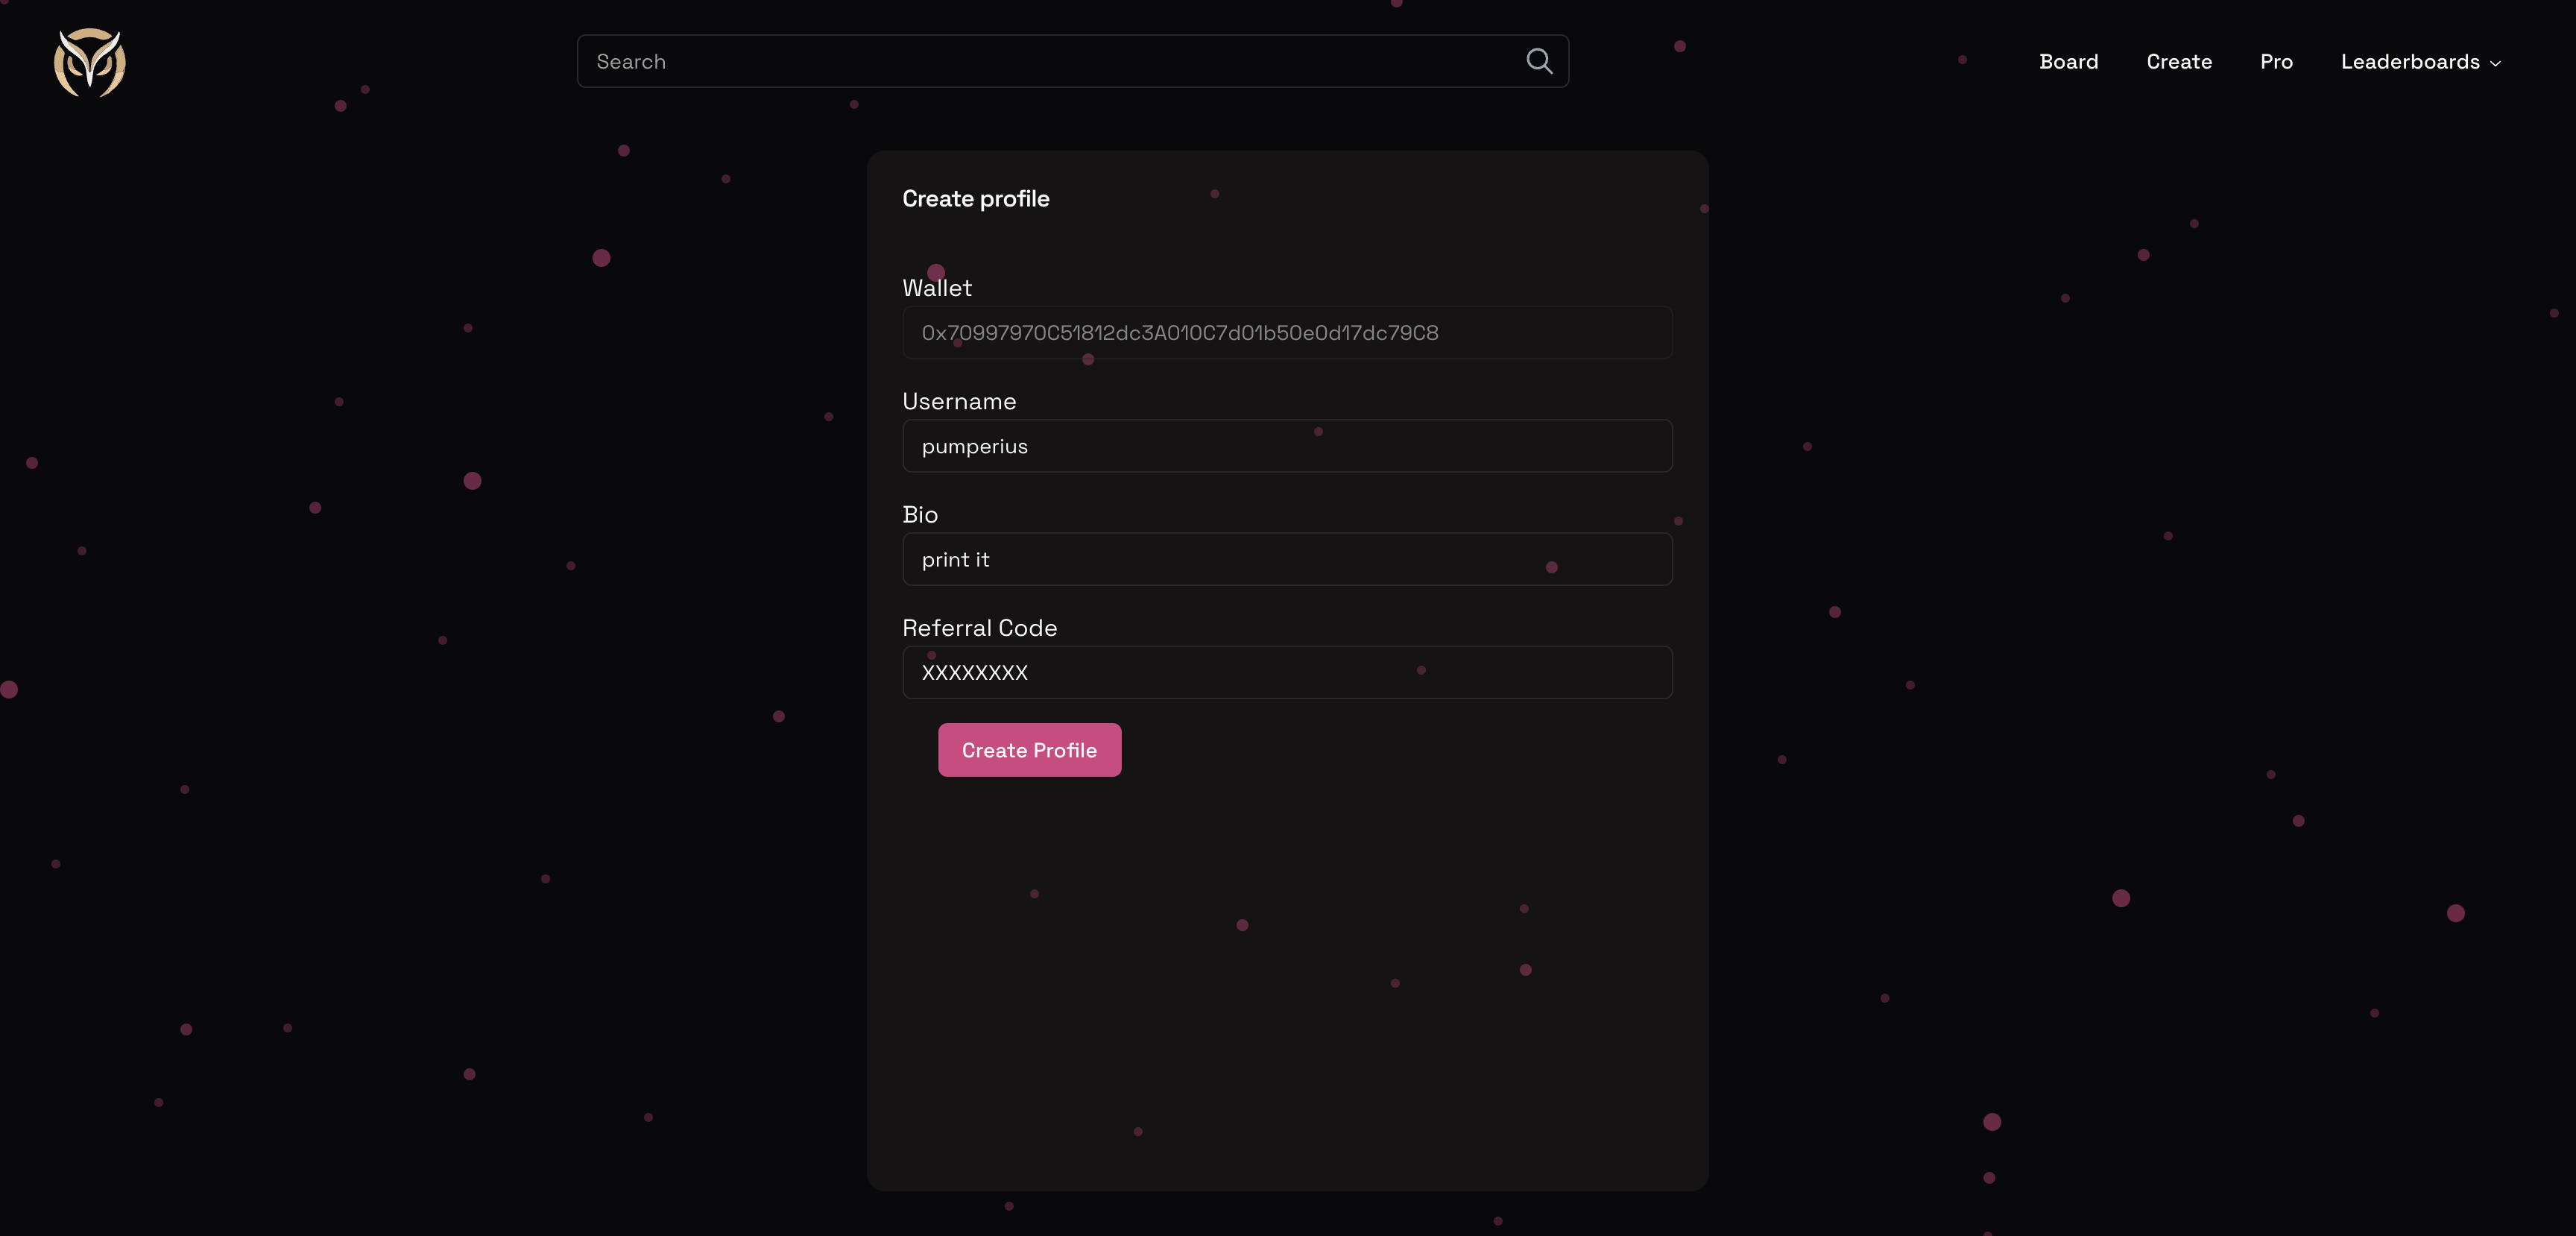 Search
Board
Create
Pro
Leaderboards
Create profile
Wallet
0x70997970C51812dc3A010C7d01b50e0d17dc79C8
Username
pumperius
Bio
print it
Referral Code
XXXXXXXX
Create Profile